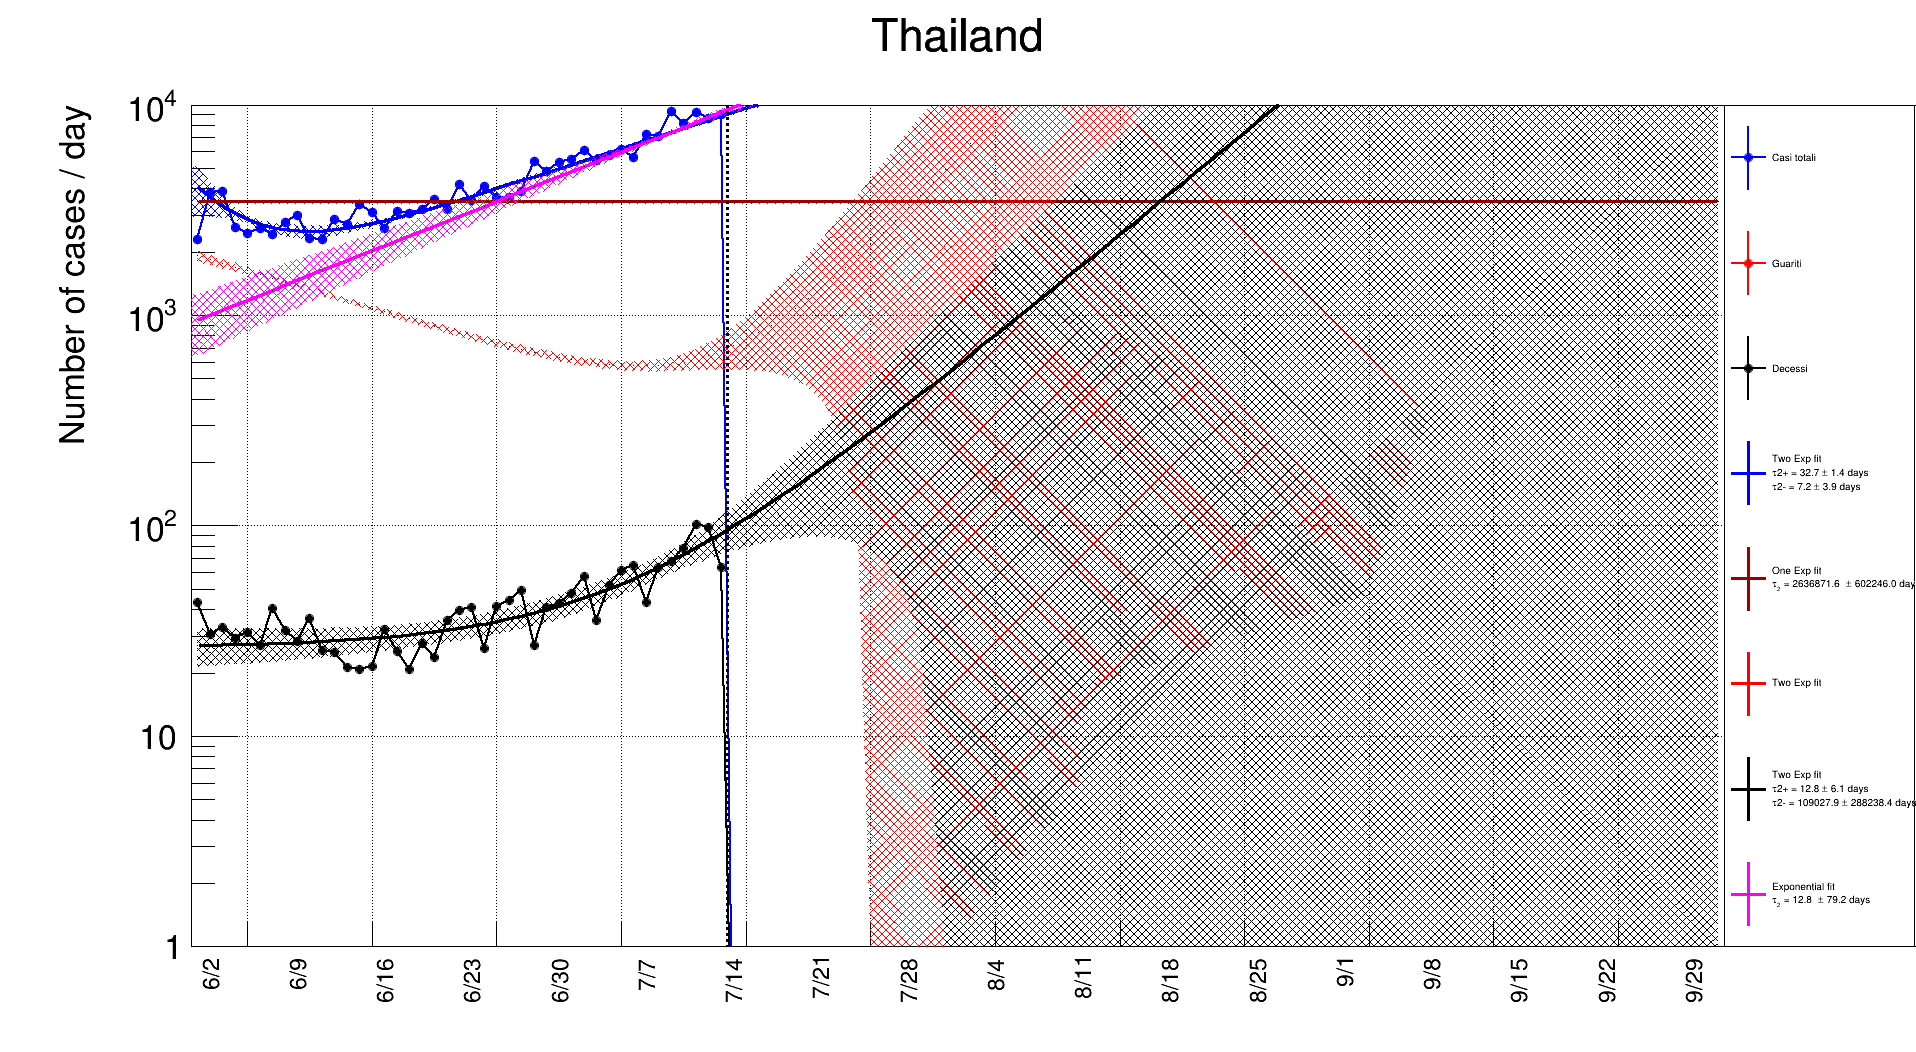 Thailand
Number of cases / day
10⁴
10³
10²
10
1
6/2
6/9
6/16
6/23
6/30
7/7
7/14
7/21
7/28
8/4
8/11
8/18
8/25
9/1
9/8
9/15
9/22
9/29
Casi totali
Guariti
Decessi
Two Exp fit
τ2+ = 32.7 ± 1.4 days
τ2- = 7.2 ± 3.9 days
One Exp fit
τ₂ = 2636871.6 ± 602246.0 day
Two Exp fit
Two Exp fit
τ2+ = 12.8 ± 6.1 days
τ2- = 109027.9 ± 288238.4 days
Exponential fit
τ₂ = 12.8 ± 79.2 days